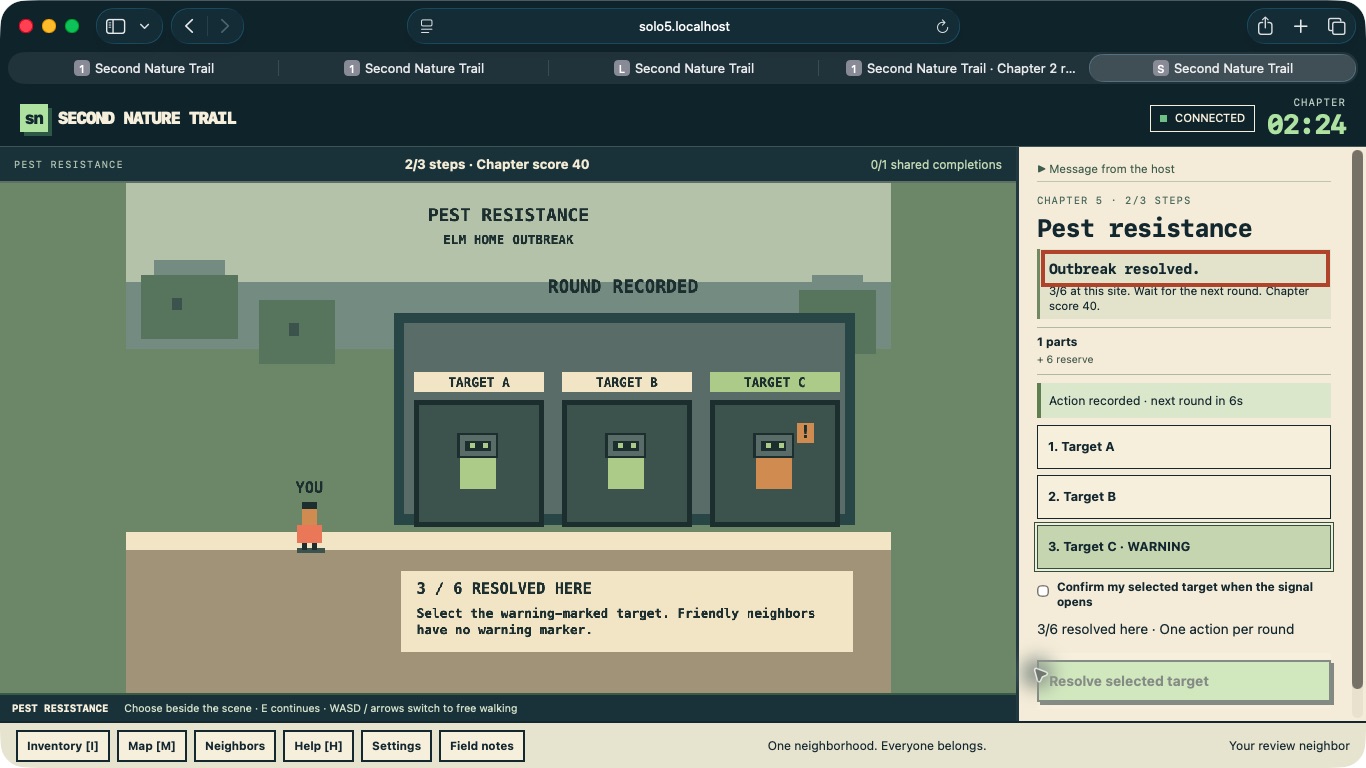 solo5.localhost
1 Second Nature Trail
1 Second Nature Trail
L Second Nature Trail
1 Second Nature Trail · Chapter 2 r...
S Second Nature Trail
sn SECOND NATURE TRAIL
CONNECTED
CHAPTER
02:24
PEST RESISTANCE
2/3 steps · Chapter score 40
0/1 shared completions
PEST RESISTANCE
ELM HOME OUTBREAK
ROUND RECORDED
TARGET A
TARGET B
TARGET C
!
YOU
3 / 6 RESOLVED HERE
Select the warning-marked target. Friendly neighbors
have no warning marker.
PEST RESISTANCE
Choose beside the scene · E continues · WASD / arrows switch to free walking
Message from the host
CHAPTER 5 · 2/3 STEPS
Pest resistance
Outbreak resolved.
3/6 at this site. Wait for the next round. Chapter
score 40.
1 parts
+ 6 reserve
Action recorded · next round in 6s
1. Target A
2. Target B
3. Target C · WARNING
Confirm my selected target when the signal
opens
3/6 resolved here · One action per round
Resolve selected target
Inventory [I]
Map [M]
Neighbors
Help [H]
Settings
Field notes
One neighborhood. Everyone belongs.
Your review neighbor